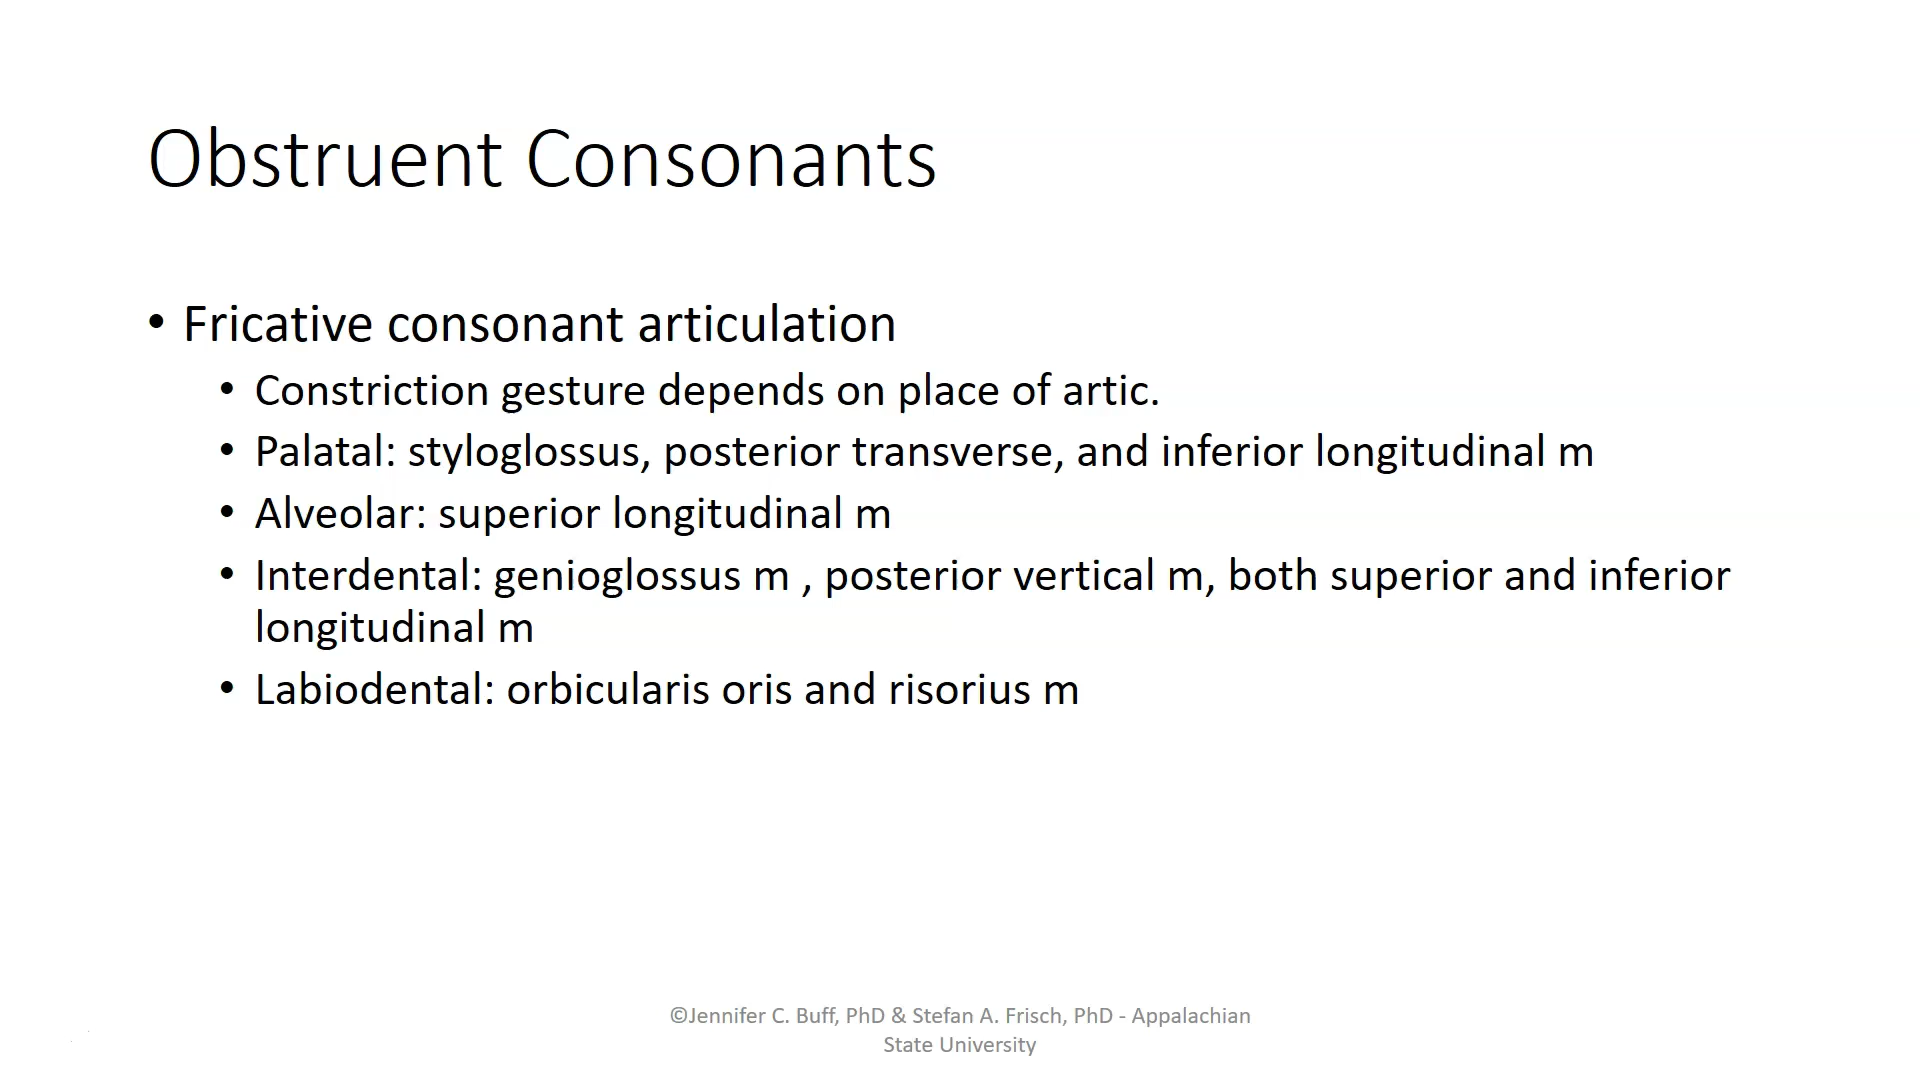 Obstruent Consonants
• Fricative consonant articulation
• Constriction gesture depends on place of artic.
• Palatal: styloglossus, posterior transverse, and inferior longitudinal m
• Alveolar: superior longitudinal m
• Interdental: genioglossus m , posterior vertical m, both superior and inferior
longitudinal m
• Labiodental: orbicularis oris and risorius m
©Jennifer C. Buff, PhD & Stefan A. Frisch, PhD - Appalachian
State University